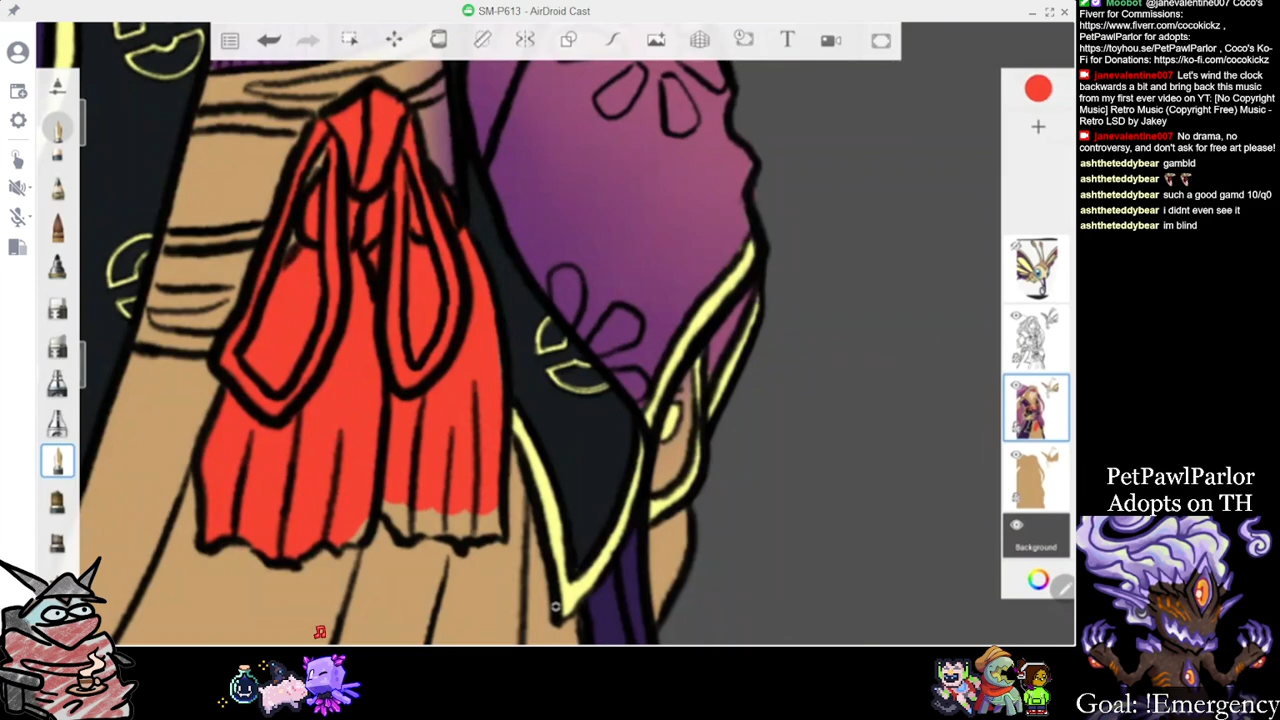 SM-P613 - AirDroid Cast
T
Background
Moobot @janevalentine007 Coco's
Fiverr for Commissions:
https://www.fiverr.com/cocokickz ,
PetPawlParlor for adopts:
https://toyhou.se/PetPawlParlor , Coco's Ko-
Fi for Donations: https://ko-fi.com/cocokickz
janevalentine007 Let's wind the clock
backwards a bit and bring back this music
from my first ever video on YT: [No Copyright
Music] Retro Music (Copyright Free) Music -
Retro LSD by Jakey
janevalentine007 No drama, no
controversy, and don't ask for free art please!
ashtheteddybear gambld
ashtheteddybear
ashtheteddybear such a good gamd 10/q0
ashtheteddybear i didnt even see it
ashtheteddybear im blind
PetPawlParlor
Adopts on TH
Goal: !Emergency